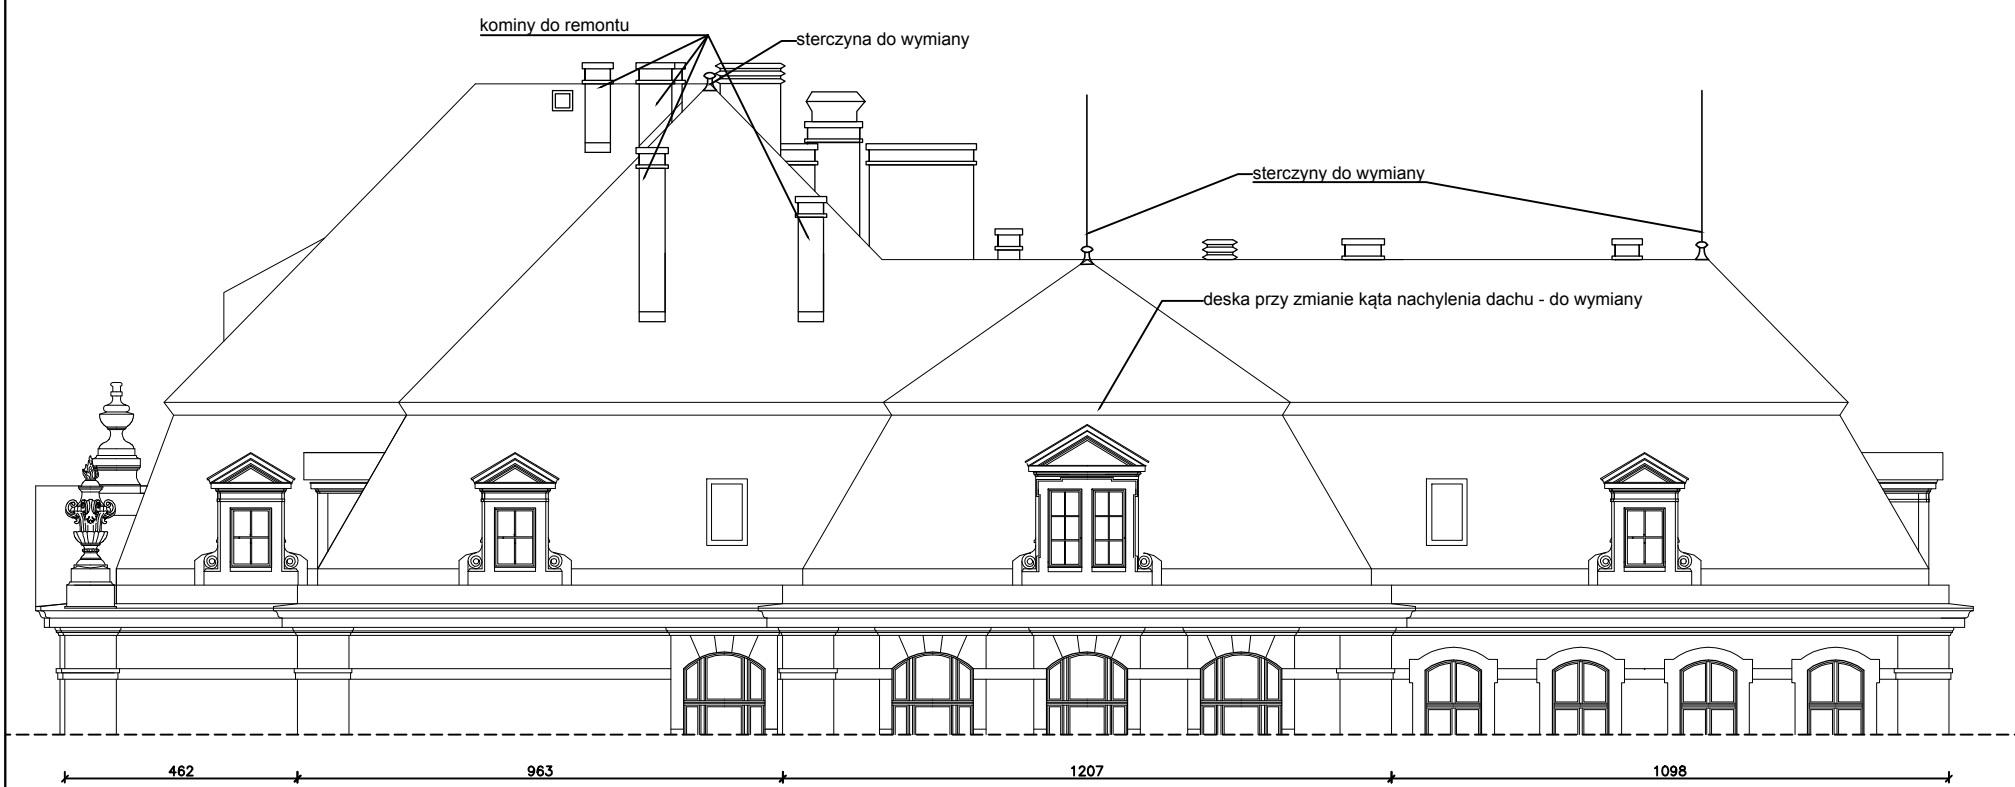 kominy do remontu
sterczyna do wymiany
sterczyny do wymiany
deska przy zmianie kąta nachylenia dachu - do wymiany
462
963
1207
1098